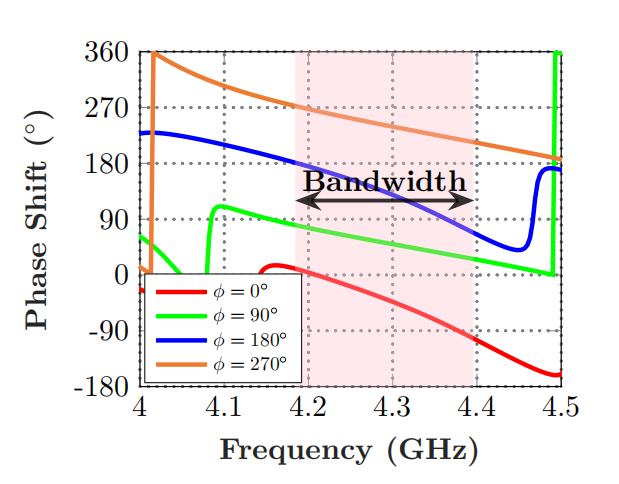 360
270
180
90
0
-90
-180
Phase Shift (°)
Bandwidth
ϕ = 0°
ϕ = 90°
ϕ = 180°
ϕ = 270°
4 4.1 4.2 4.3 4.4 4.5
Frequency (GHz)